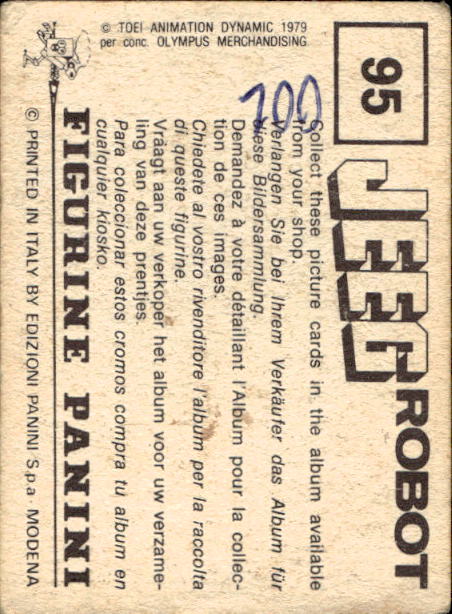 95
JEEG ROBOT
© TOEI ANIMATION DYNAMIC 1979
per conc. OLYMPUS MERCHANDISING
700
Collect these picture cards in the album available
from your shop.
Verlangen Sie bei Ihrem Verkäufer das Album für
diese Bildersammlung.
Demandez à votre détaillant l'Album pour la collec-
tion de ces images.
Chiedete al vostro rivenditore l'album per la raccolta
di queste figurine.
Vráagt aan uw verkoper het album voor uw verzame-
ling van deze prentjes.
Para coleccionar estos cromos compra tu album en
cualquier kiosko.
FIGURINE PANINI
© PRINTED IN ITALY BY EDIZIONI PANINI S.p.a - MODENA